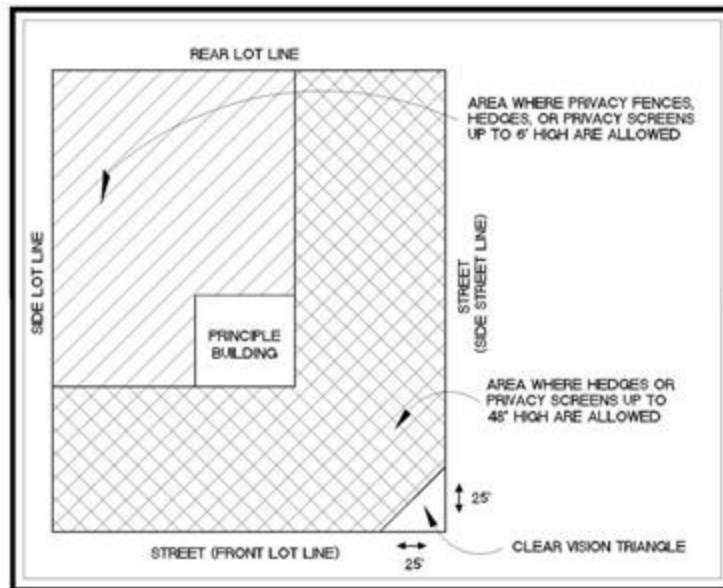 REAR LOT LINE
AREA WHERE PRIVACY FENCES,
HEDGES, OR PRIVACY SCREENS
UP TO 6' HIGH ARE ALLOWED
SIDE LOT LINE
STREET
(SIDE STREET LINE)
PRINCIPLE
BUILDING
AREA WHERE HEDGES OR
PRIVACY SCREENS UP TO
48" HIGH ARE ALLOWED
25'
STREET (FRONT LOT LINE)
25'
CLEAR VISION TRIANGLE